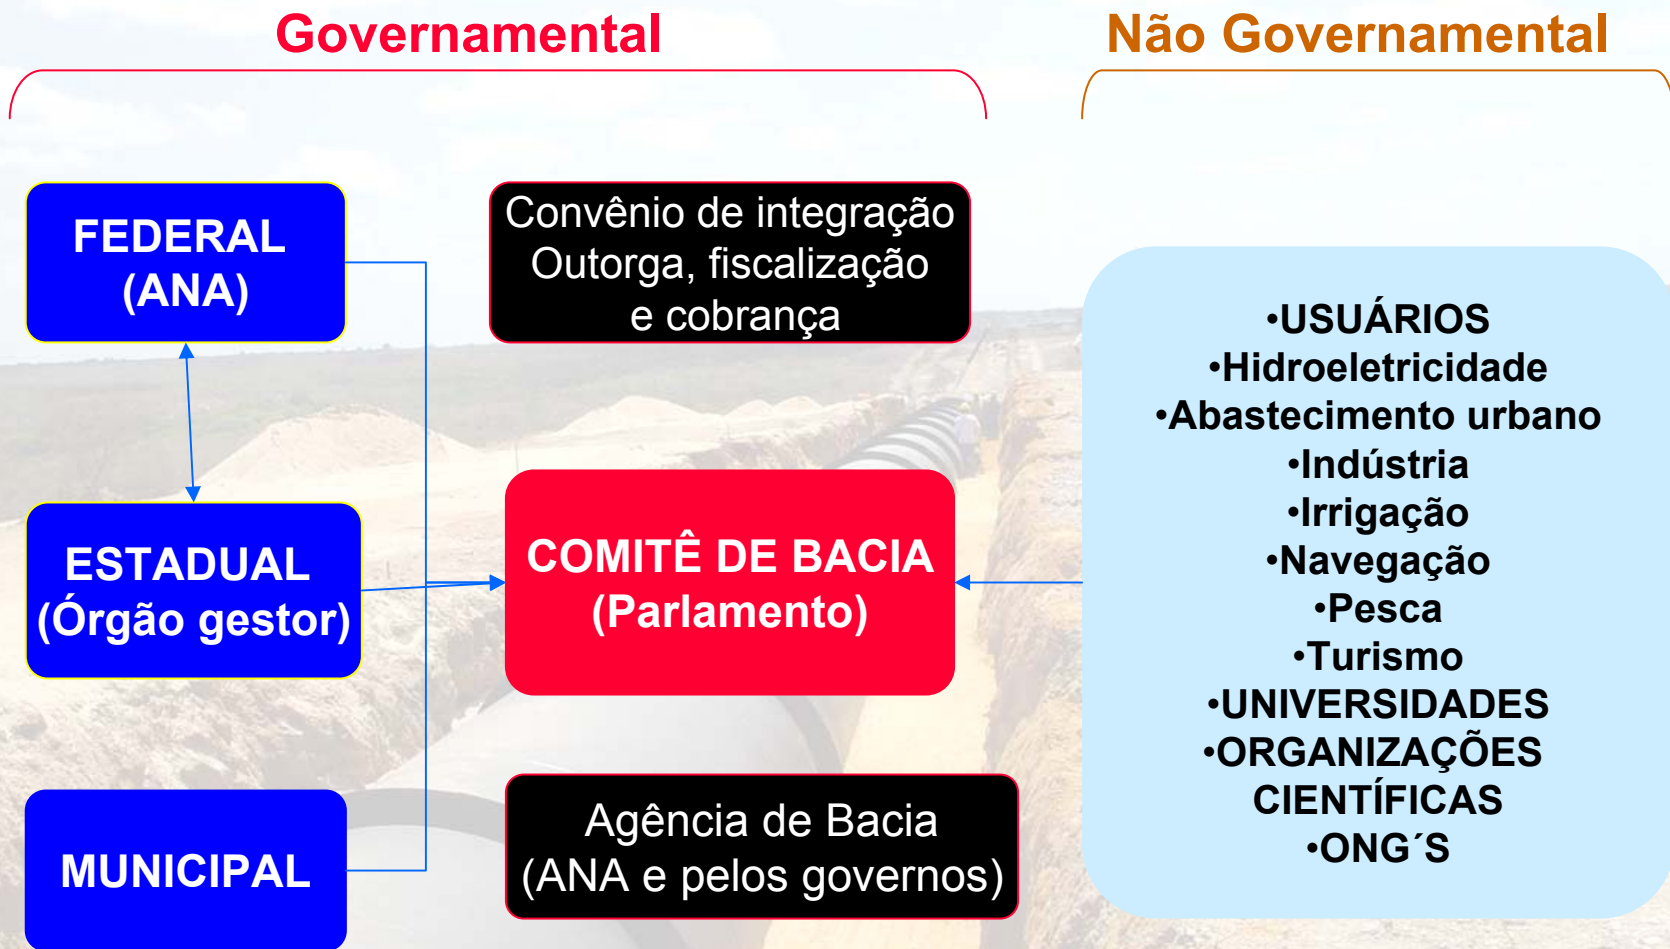 Governamental
Não Governamental
FEDERAL
(ANA)
Convênio de integração
Outorga, fiscalização
e cobrança
ESTADUAL
(Órgão gestor)
COMITÊ DE BACIA
(Parlamento)
MUNICIPAL
Agência de Bacia
(ANA e pelos governos)
•USUÁRIOS
•Hidroeletricidade
•Abastecimento urbano
•Indústria
•Irrigação
•Navegação
•Pesca
•Turismo
•UNIVERSIDADES
•ORGANIZAÇÕES
CIENTÍFICAS
•ONG´S